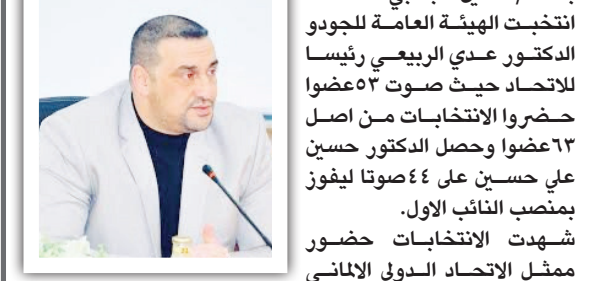 انتخبت الهيئة العامة للجودو
الدكتور عدي الربيعي رئيسا
للاتحاد حيث صوت ٥٣عضوا
حضروا الانتخابات من اصل
٦٣عضوا وحصل الدكتور حسين
علي حسين على ٤٤صوتا ليفوز
بمنصب النائب الاول.
شهدت الانتخابات حضور
ممثل الاتحاد الدولي الالماني